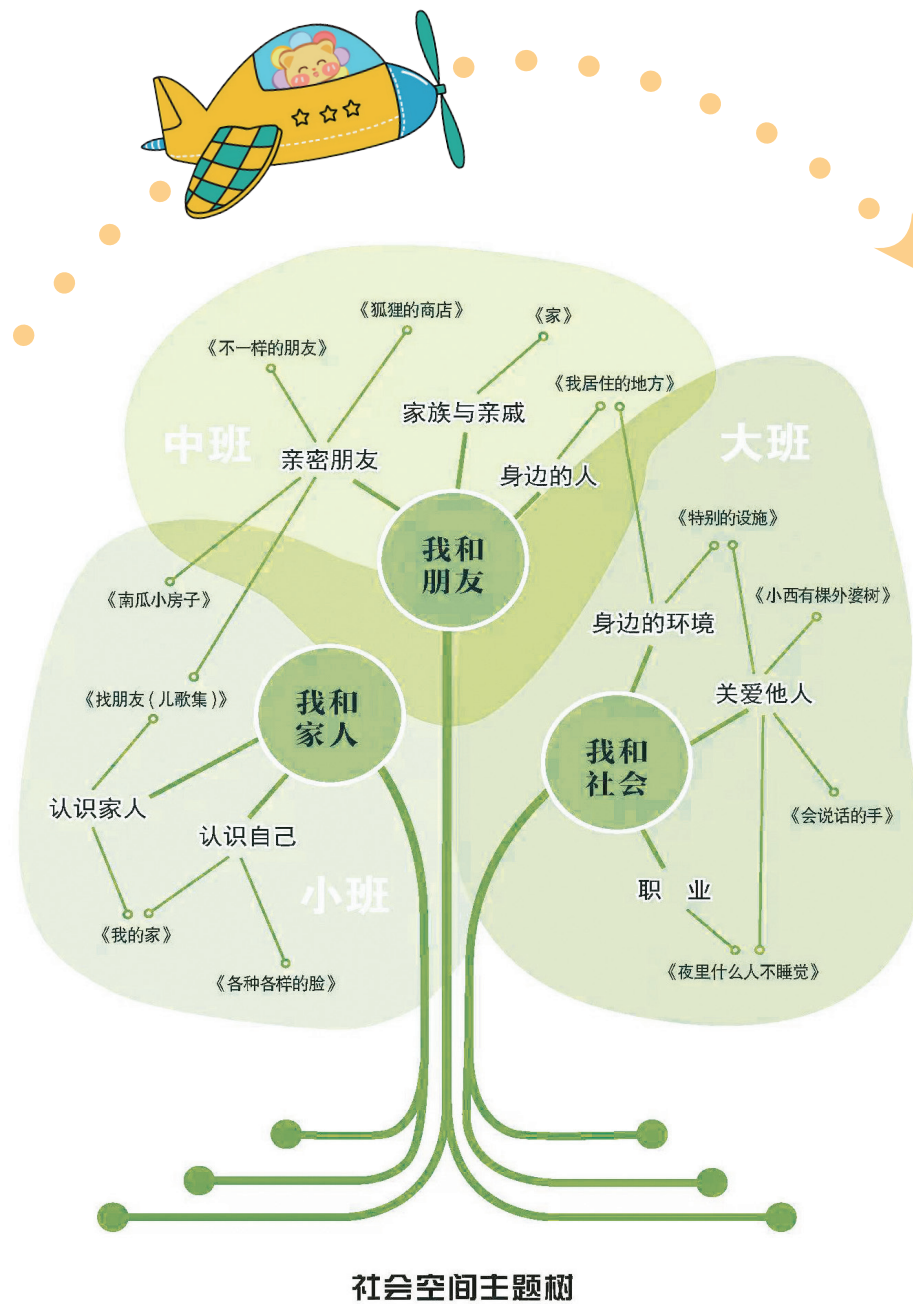 《狐狸的商店》
《家》
《不一样的朋友》
《我居住的地方》
家族与亲戚
中班
大班
亲密朋友
身边的人
《特别的设施》
我和
朋友
《南瓜小房子》
《小西有棵外婆树》
身边的环境
《找朋友(儿歌集)》
我和
家人
关爱他人
我和
社会
认识家人
《会说话的手》
认识自己
小班
职 业
《我的家》
《各种各样的脸》
《夜里什么人不睡觉》
社会空间主题树